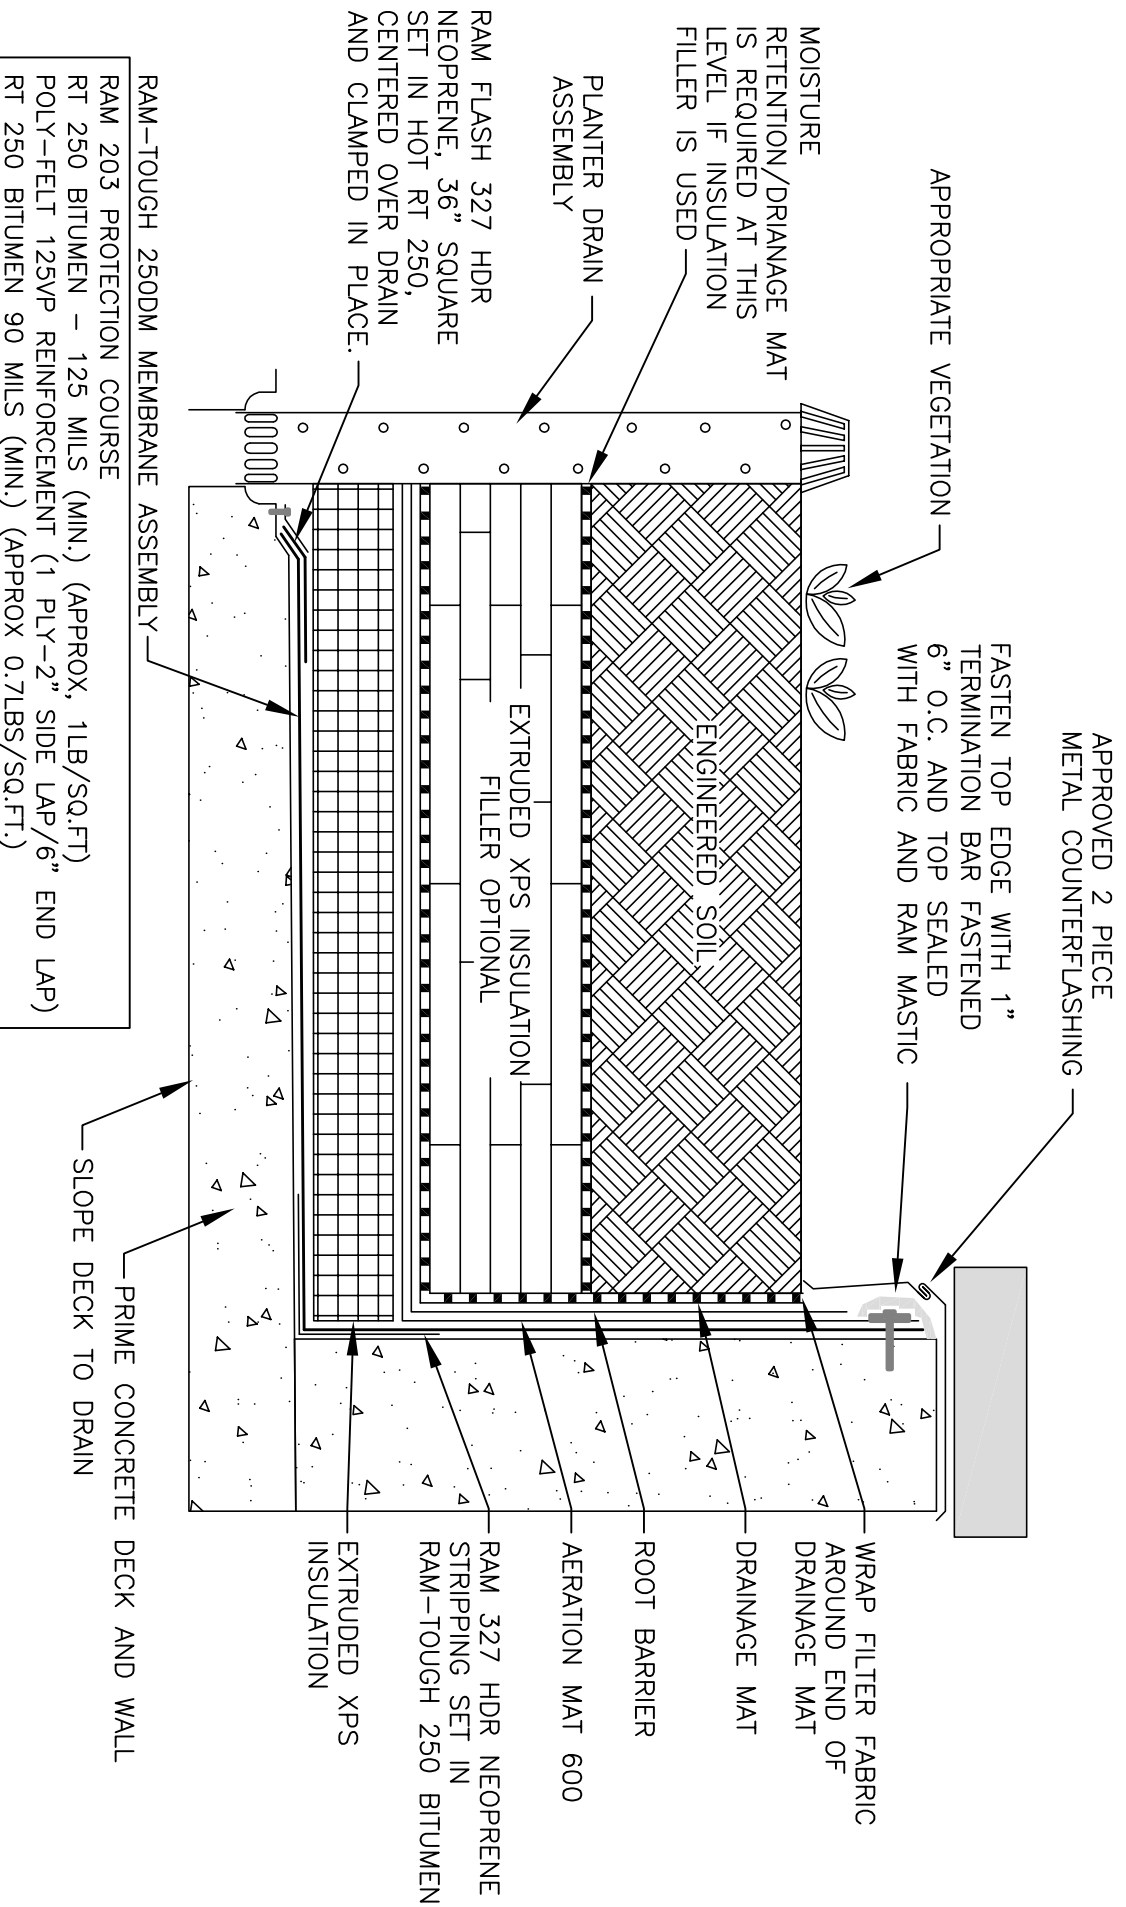 APPROVED 2 PIECE
METAL COUNTERFLASHING
FASTEN TOP EDGE WITH 1"
TERMINATION BAR FASTENED
6" O.C. AND TOP SEALED
WITH FABRIC AND RAM MASTIC
APPROPRIATE VEGETATION
MOISTURE
RETENTION/DRIANAGE MAT
IS REQUIRED AT THIS
LEVEL IF INSULATION
FILLER IS USED
PLANTER DRAIN
ASSEMBLY
RAM FLASH 327 HDR
NEOPRENE, 36" SQUARE
SET IN HOT RT 250,
CENTERED OVER DRAIN
AND CLAMPED IN PLACE.
ENGINEERED SOIL
EXTRUDED XPS INSULATION
FILLER OPTIONAL
WRAP FILTER FABRIC
AROUND END OF
DRAINAGE MAT
DRAINAGE MAT
ROOT BARRIER
AERATION MAT 600
RAM 327 HDR NEOPRENE
STRIPPING SET IN
RAM-TOUGH 250 BITUMEN
EXTRUDED XPS
INSULATION
PRIME CONCRETE DECK AND WALL
SLOPE DECK TO DRAIN
RAM-TOUGH 250DM MEMBRANE ASSEMBLY
RAM 203 PROTECTION COURSE
RT 250 BITUMEN - 125 MILS (MIN.) (APPROX, 1LB/SQ.FT)
POLY-FELT 125VP REINFORCEMENT (1 PLY-2" SIDE LAP/6" END LAP)
RT 250 BITUMEN 90 MILS (MIN.) (APPROX 0.7LBS/SQ.FT.)